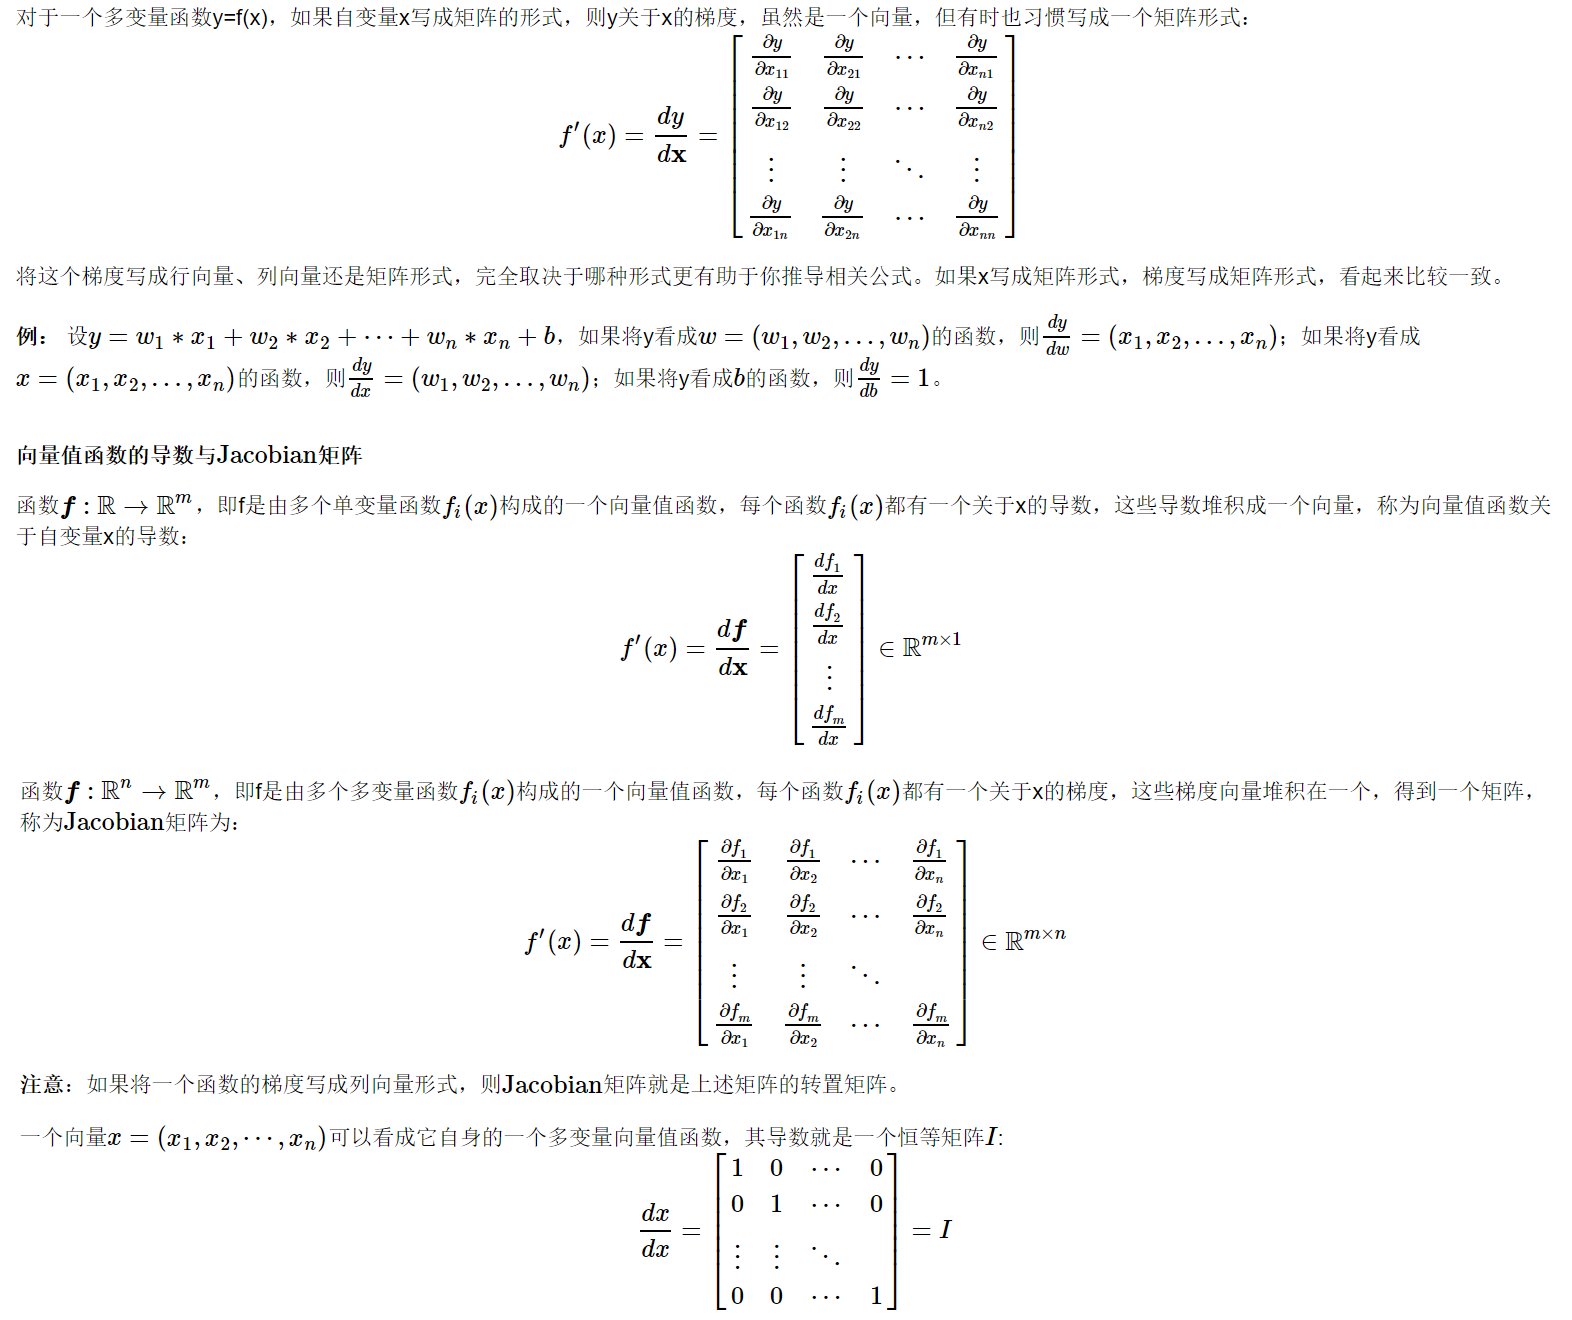 对于一个多变量函数y=f(x)，如果自变量x写成矩阵的形式，则y关于x的梯度，虽然是一个向量，但有时也习惯写成一个矩阵形式：
$f'(x) = \frac{dy}{d\mathbf{x}} = \begin{bmatrix} \frac{\partial y}{\partial x_{11}} & \frac{\partial y}{\partial x_{21}} & \cdots & \frac{\partial y}{\partial x_{n1}} \\ \frac{\partial y}{\partial x_{12}} & \frac{\partial y}{\partial x_{22}} & \cdots & \frac{\partial y}{\partial x_{n2}} \\ \vdots & \vdots & \ddots & \vdots \\ \frac{\partial y}{\partial x_{1n}} & \frac{\partial y}{\partial x_{2n}} & \cdots & \frac{\partial y}{\partial x_{nn}} \end{bmatrix}$
将这个梯度写成行向量、列向量还是矩阵形式，完全取决于哪种形式更有助于你推导相关公式。如果x写成矩阵形式，梯度写成矩阵形式，看起来比较一致。
例： 设$y = w_1 * x_1 + w_2 * x_2 + \cdots + w_n * x_n + b$，如果将y看成$w = (w_1, w_2, \ldots, w_n)$的函数，则$\frac{dy}{dw} = (x_1, x_2, \ldots, x_n)$；如果将y看成
$x = (x_1, x_2, \ldots, x_n)$的函数，则$\frac{dy}{dx} = (w_1, w_2, \ldots, w_n)$；如果将y看成$b$的函数，则$\frac{dy}{db} = 1$。
向量值函数的导数与Jacobian矩阵
函数$\boldsymbol{f} : \mathbb{R} \to \mathbb{R}^m$，即f是由多个单变量函数$f_i(x)$构成的一个向量值函数，每个函数$f_i(x)$都有一个关于x的导数，这些导数堆积成一个向量，称为向量值函数关
于自变量x的导数：
$f'(x) = \frac{d\boldsymbol{f}}{d\mathbf{x}} = \begin{bmatrix} \frac{df_1}{dx} \\ \frac{df_2}{dx} \\ \vdots \\ \frac{df_m}{dx} \end{bmatrix} \in \mathbb{R}^{m \times 1}$
函数$\boldsymbol{f} : \mathbb{R}^n \to \mathbb{R}^m$，即f是由多个多变量函数$f_i(x)$构成的一个向量值函数，每个函数$f_i(x)$都有一个关于x的梯度，这些梯度向量堆积在一个，得到一个矩阵，
称为Jacobian矩阵为：
$f'(x) = \frac{d\boldsymbol{f}}{d\mathbf{x}} = \begin{bmatrix} \frac{\partial f_1}{\partial x_1} & \frac{\partial f_1}{\partial x_2} & \cdots & \frac{\partial f_1}{\partial x_n} \\ \frac{\partial f_2}{\partial x_1} & \frac{\partial f_2}{\partial x_2} & \cdots & \frac{\partial f_2}{\partial x_n} \\ \vdots & \vdots & \ddots & \\ \frac{\partial f_m}{\partial x_1} & \frac{\partial f_m}{\partial x_2} & \cdots & \frac{\partial f_m}{\partial x_n} \end{bmatrix} \in \mathbb{R}^{m \times n}$
注意：如果将一个函数的梯度写成列向量形式，则Jacobian矩阵就是上述矩阵的转置矩阵。
一个向量$x = (x_1, x_2, \cdots, x_n)$可以看成它自身的一个多变量向量值函数，其导数就是一个恒等矩阵$I$:
$\frac{dx}{dx} = \begin{bmatrix} 1 & 0 & \cdots & 0 \\ 0 & 1 & \cdots & 0 \\ \vdots & \vdots & \ddots & \\ 0 & 0 & \cdots & 1 \end{bmatrix} = I$